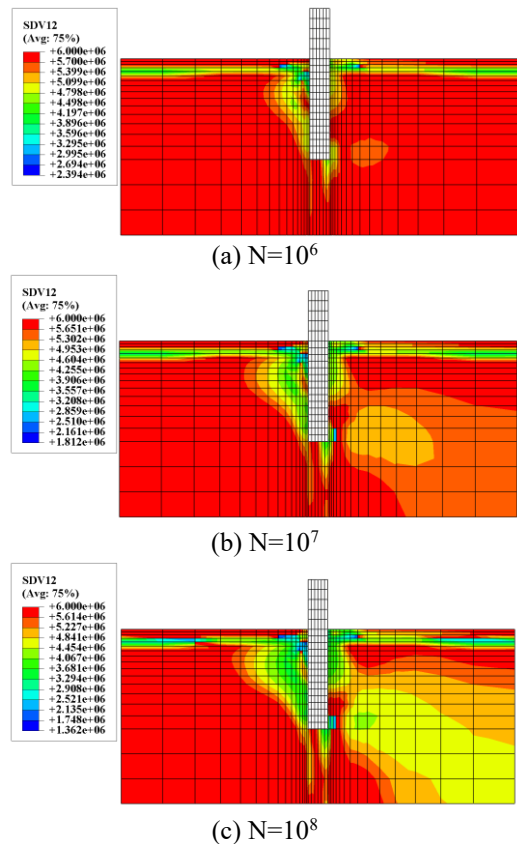 SDV12
(Avg: 75%)
+6.000e+06
+5.700e+06
+5.399e+06
+5.099e+06
+4.798e+06
+4.498e+06
+4.197e+06
+3.896e+06
+3.596e+06
+3.295e+06
+2.995e+06
+2.694e+06
+2.394e+06
(a) N=10⁶
SDV12
(Avg: 75%)
+6.000e+06
+5.651e+06
+5.302e+06
+4.953e+06
+4.604e+06
+4.255e+06
+3.906e+06
+3.557e+06
+3.208e+06
+2.859e+06
+2.510e+06
+2.161e+06
+1.812e+06
(b) N=10⁷
SDV12
(Avg: 75%)
+6.000e+06
+5.614e+06
+5.227e+06
+4.841e+06
+4.454e+06
+4.067e+06
+3.681e+06
+3.294e+06
+2.908e+06
+2.521e+06
+2.135e+06
+1.748e+06
+1.362e+06
(c) N=10⁸